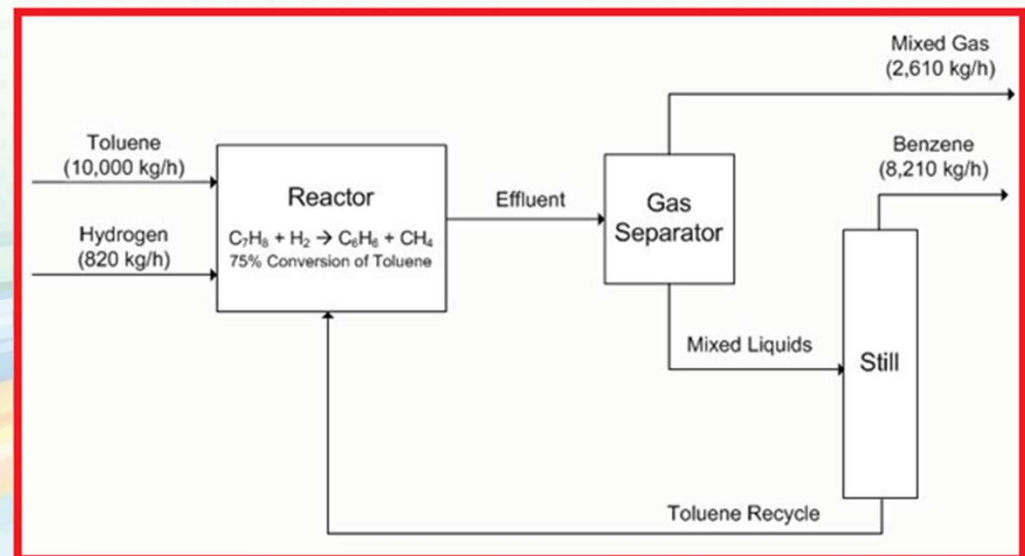 Mixed Gas
(2,610 kg/h)
Toluene
(10,000 kg/h)
Benzene
(8,210 kg/h)
Reactor
C₇H₈ + H₂ → C₆H₆ + CH₄
75% Conversion of Toluene
Effluent
Gas
Separator
Hydrogen
(820 kg/h)
Mixed Liquids
Still
Toluene Recycle